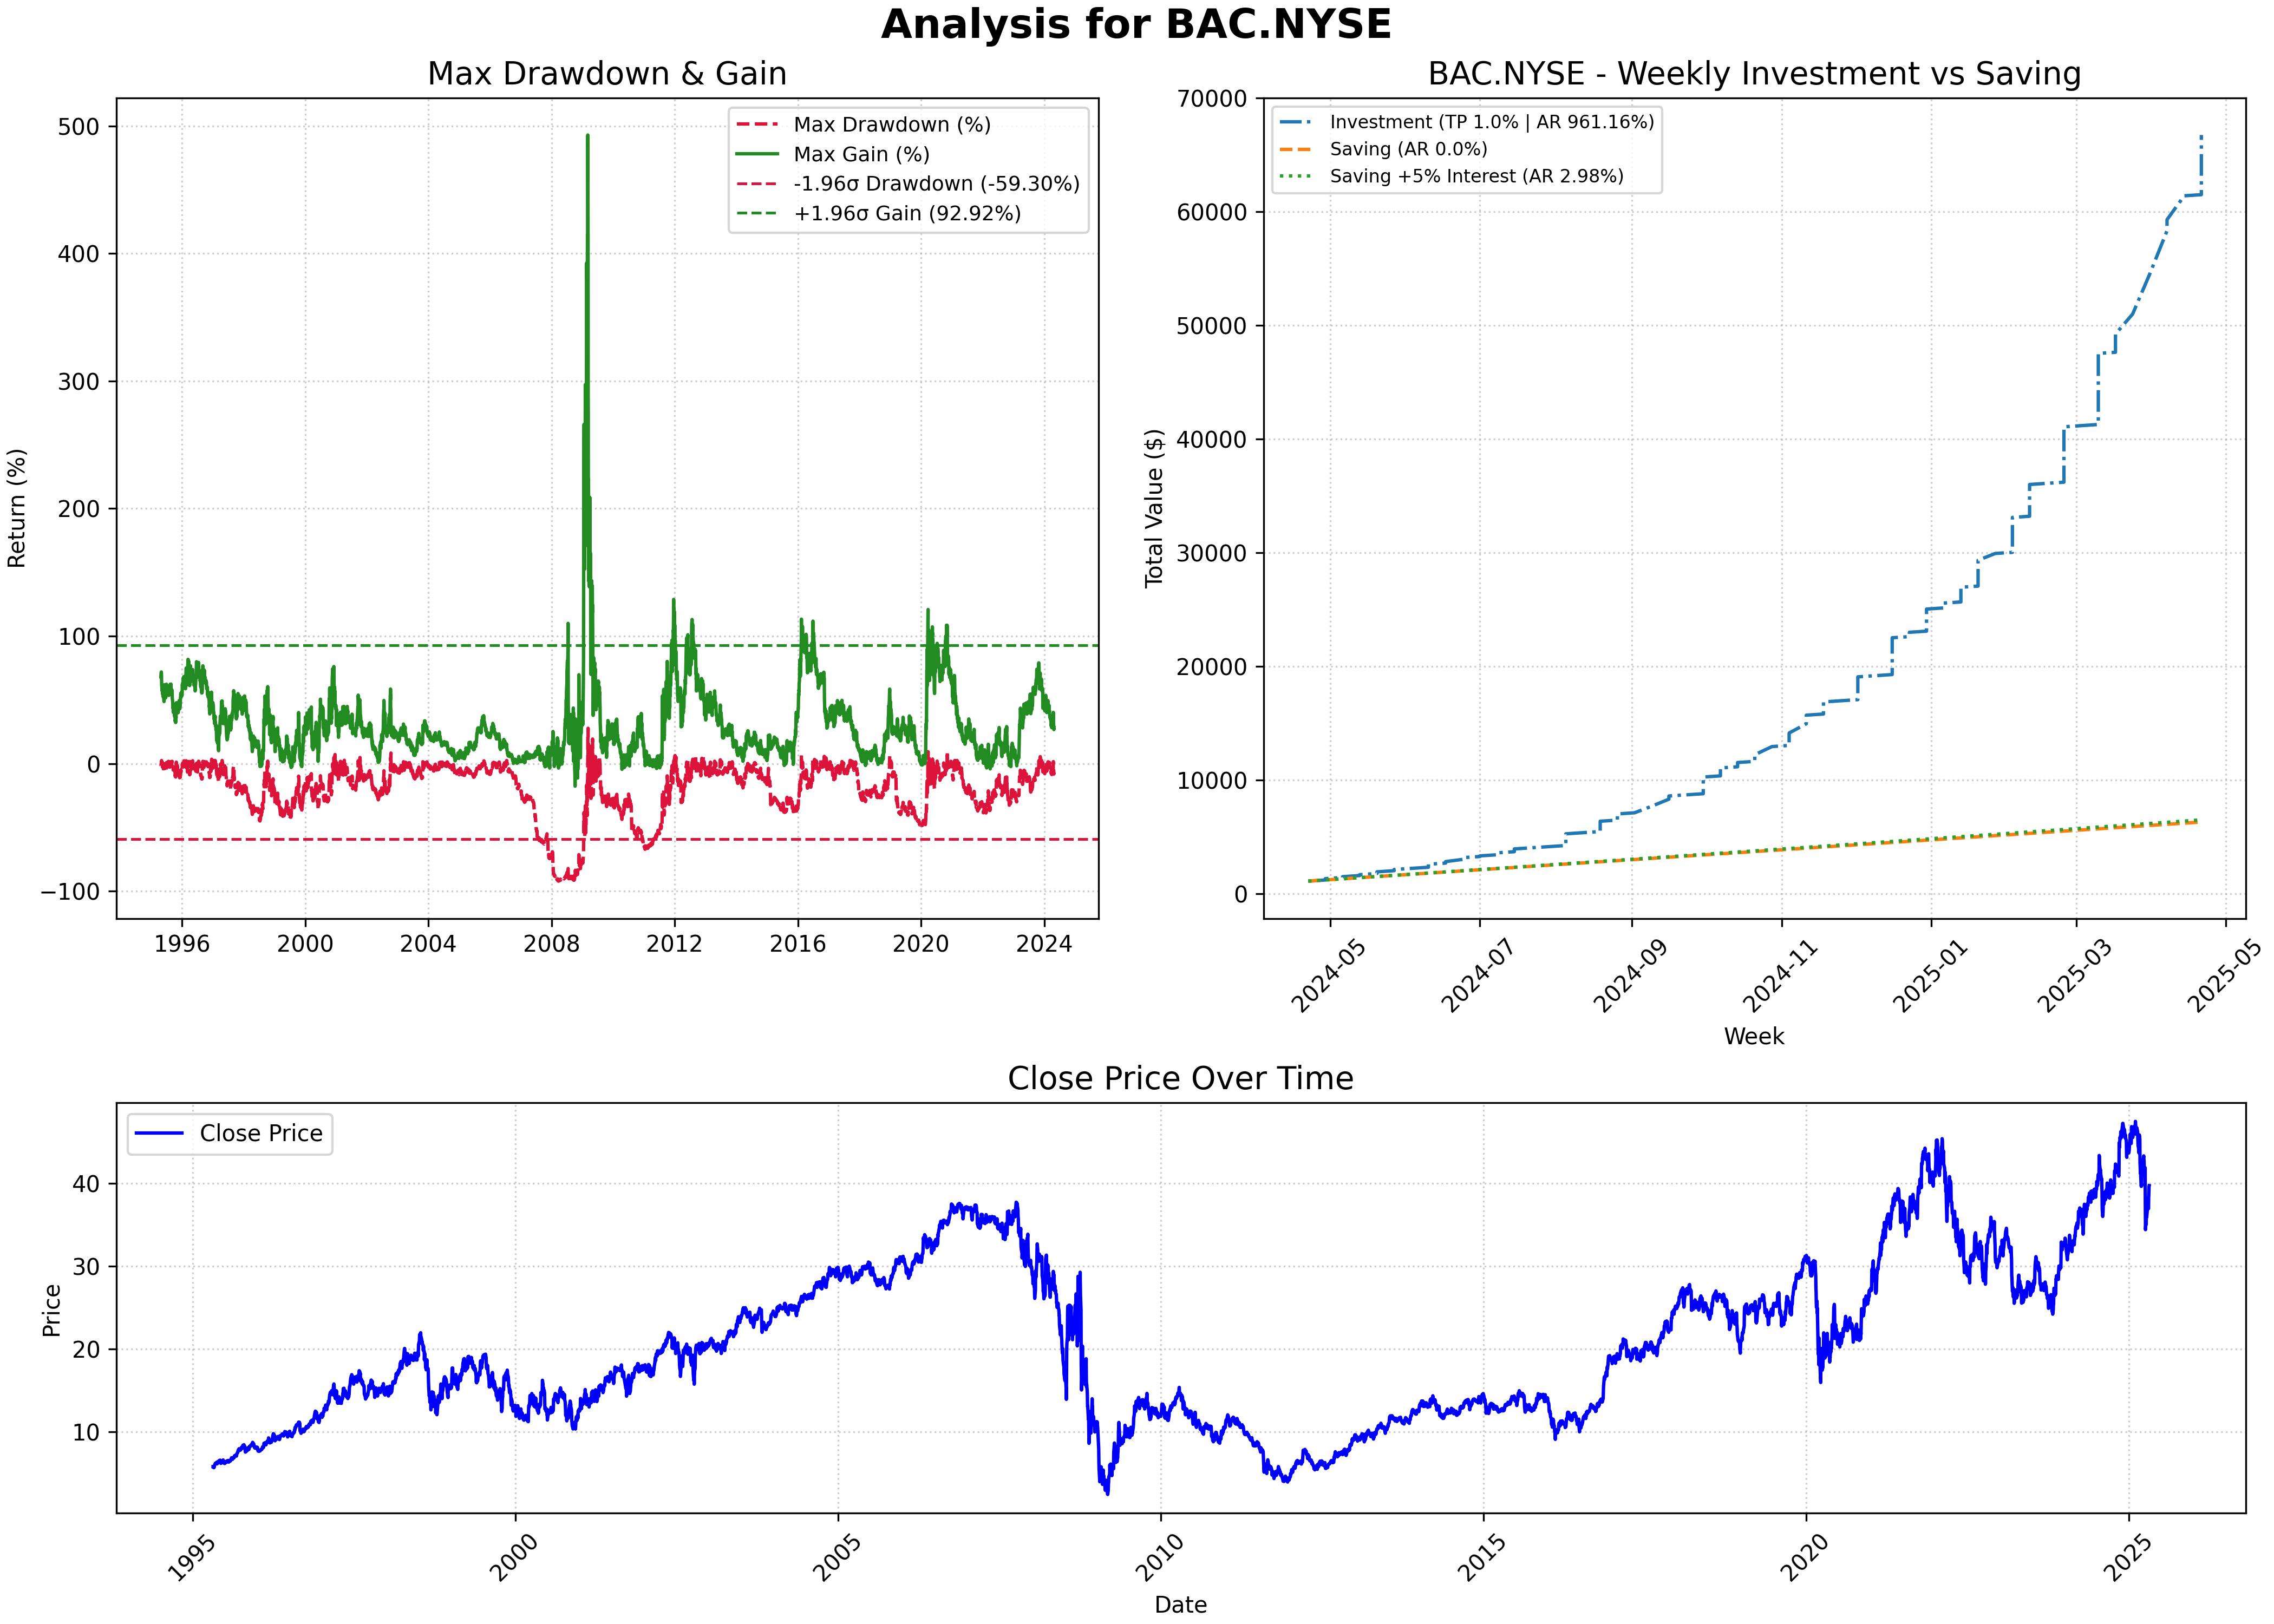 Analysis for BAC.NYSE
Max Drawdown & Gain
Return (%)
500
400
300
200
100
0
−100
1996 2000 2004 2008 2012 2016 2020 2024
Max Drawdown (%)
Max Gain (%)
-1.96σ Drawdown (-59.30%)
+1.96σ Gain (92.92%)
BAC.NYSE - Weekly Investment vs Saving
Total Value ($)
70000
60000
50000
40000
30000
20000
10000
0
Investment (TP 1.0% | AR 961.16%)
Saving (AR 0.0%)
Saving +5% Interest (AR 2.98%)
2024-05 2024-07 2024-09 2024-11 2025-01 2025-03 2025-05
Week
Close Price Over Time
Close Price
Price
40
30
20
10
1995 2000 2005 2010 2015 2020 2025
Date